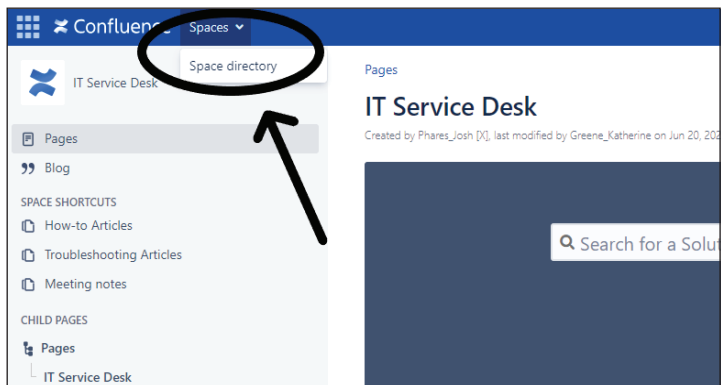 Confluence Spaces
Space directory
IT Service Desk
Pages
Blog
SPACE SHORTCUTS
How-to Articles
Troubleshooting Articles
Meeting notes
CHILD PAGES
Pages
IT Service Desk
Pages
IT Service Desk
Created by Phares_Josh [X], last modified by Greene_Katherine on Jun 20, 202
Search for a Solut